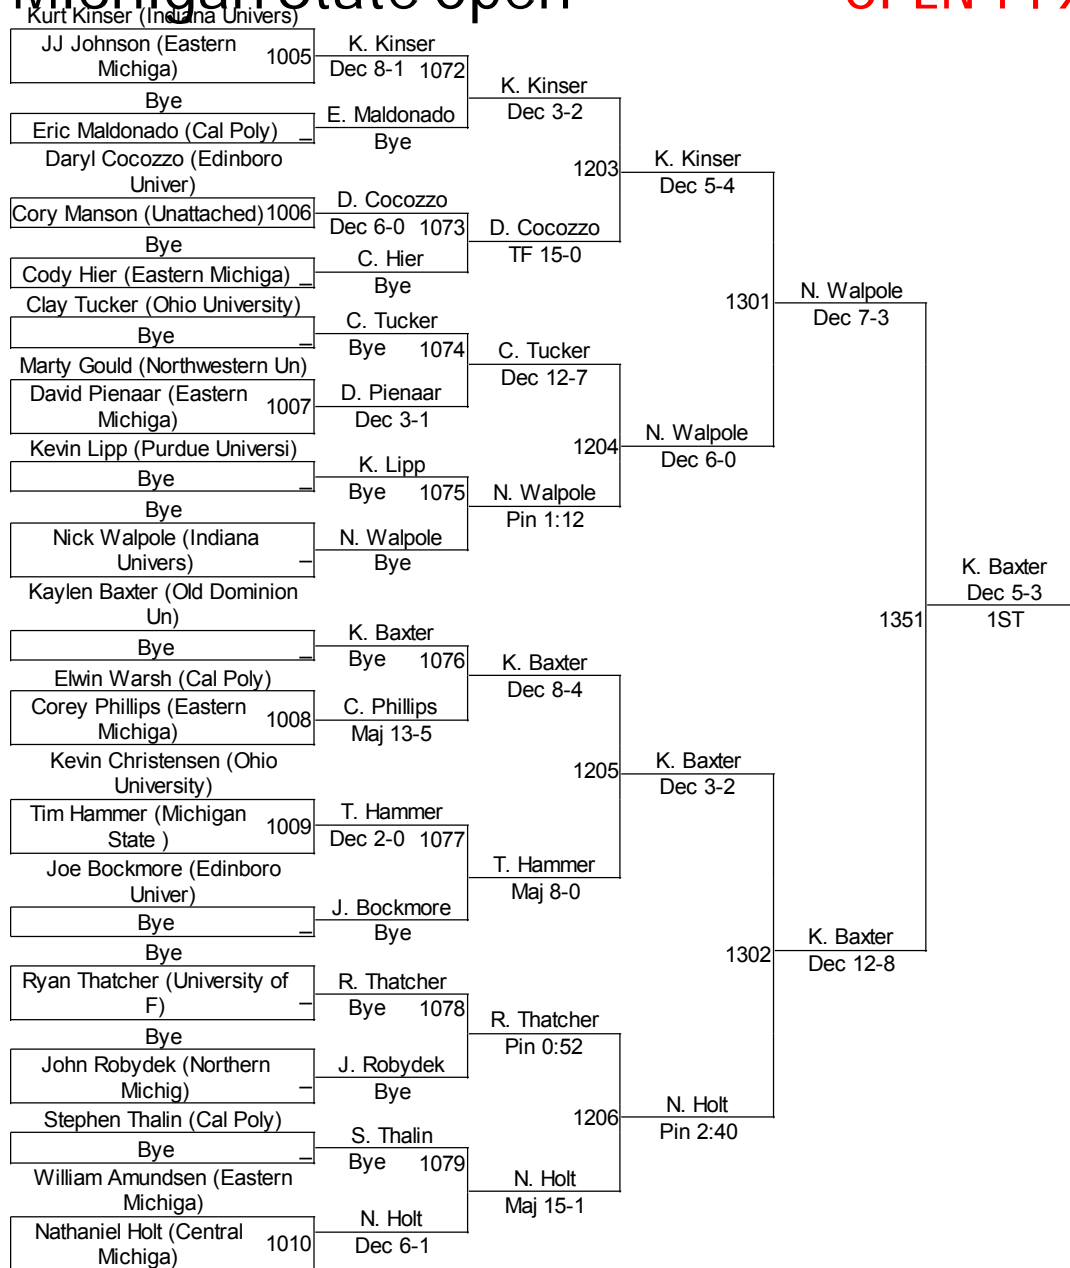 Michigan State open
Kurt Kinser (Indiana Univers)
JJ Johnson (Eastern
Michiga)
1005
Bye
Eric Maldonado (Cal Poly) _
Daryl Cocozzo (Edinboro
Univer)
Cory Manson (Unattached) 1006
Bye
Cody Hier (Eastern Michiga) _
Clay Tucker (Ohio University)
Bye _
Marty Gould (Northwestern Un)
David Pienaar (Eastern
Michiga)
1007
Kevin Lipp (Purdue Universi)
Bye _
Bye
Nick Walpole (Indiana
Univers) _
Kaylen Baxter (Old Dominion
Un)
Bye _
Elwin Warsh (Cal Poly)
Corey Phillips (Eastern
Michiga)
1008
Kevin Christensen (Ohio
University)
Tim Hammer (Michigan
State )
1009
Joe Bockmore (Edinboro
Univer)
Bye _
Bye
Ryan Thatcher (University of
F) _
Bye
John Robydek (Northern
Michig) _
Stephen Thalin (Cal Poly)
Bye _
William Amundsen (Eastern
Michiga)
Nathaniel Holt (Central
Michiga)
1010
K. Kinser
Dec 8-1 1072
E. Maldonado
Bye
D. Cocozzo
Dec 6-0 1073
C. Hier
Bye
C. Tucker
Bye 1074
D. Pienaar
Dec 3-1
K. Lipp
Bye 1075
N. Walpole
Bye
K. Baxter
Bye 1076
C. Phillips
Maj 13-5
T. Hammer
Dec 2-0 1077
J. Bockmore
Bye
R. Thatcher
Bye 1078
J. Robydek
Bye
S. Thalin
Bye 1079
N. Holt
Dec 6-1
K. Kinser
Dec 3-2
1203
D. Cocozzo
TF 15-0
C. Tucker
Dec 12-7
1204
N. Walpole
Pin 1:12
K. Baxter
Dec 8-4
1205
T. Hammer
Maj 8-0
R. Thatcher
Pin 0:52
1206
N. Holt
Maj 15-1
K. Kinser
Dec 5-4
1301
N. Walpole
Dec 6-0
K. Baxter
Dec 3-2
1302
N. Holt
Pin 2:40
N. Walpole
Dec 7-3
1351
K. Baxter
Dec 12-8
K. Baxter
Dec 5-3
1ST